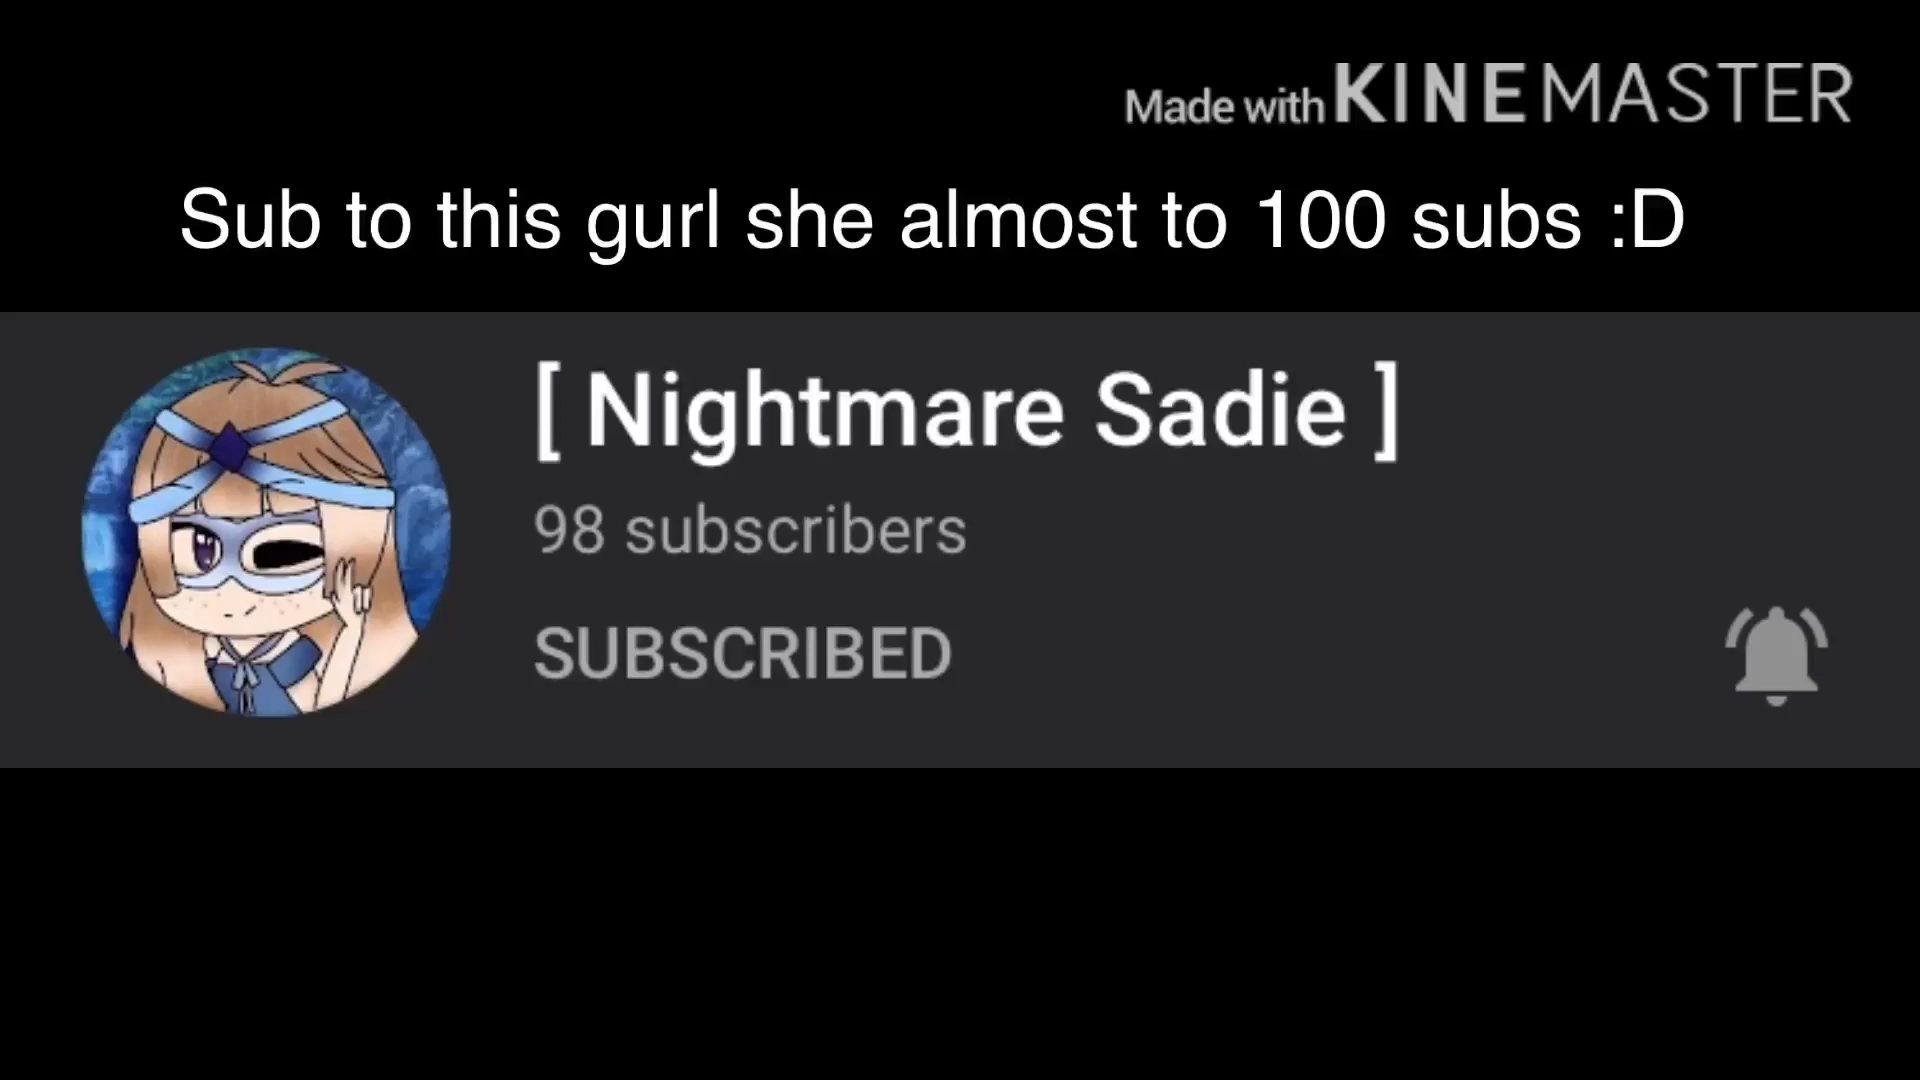 Made with KINEMASTER
Sub to this gurl she almost to 100 subs :D
[ Nightmare Sadie ]
98 subscribers
SUBSCRIBED